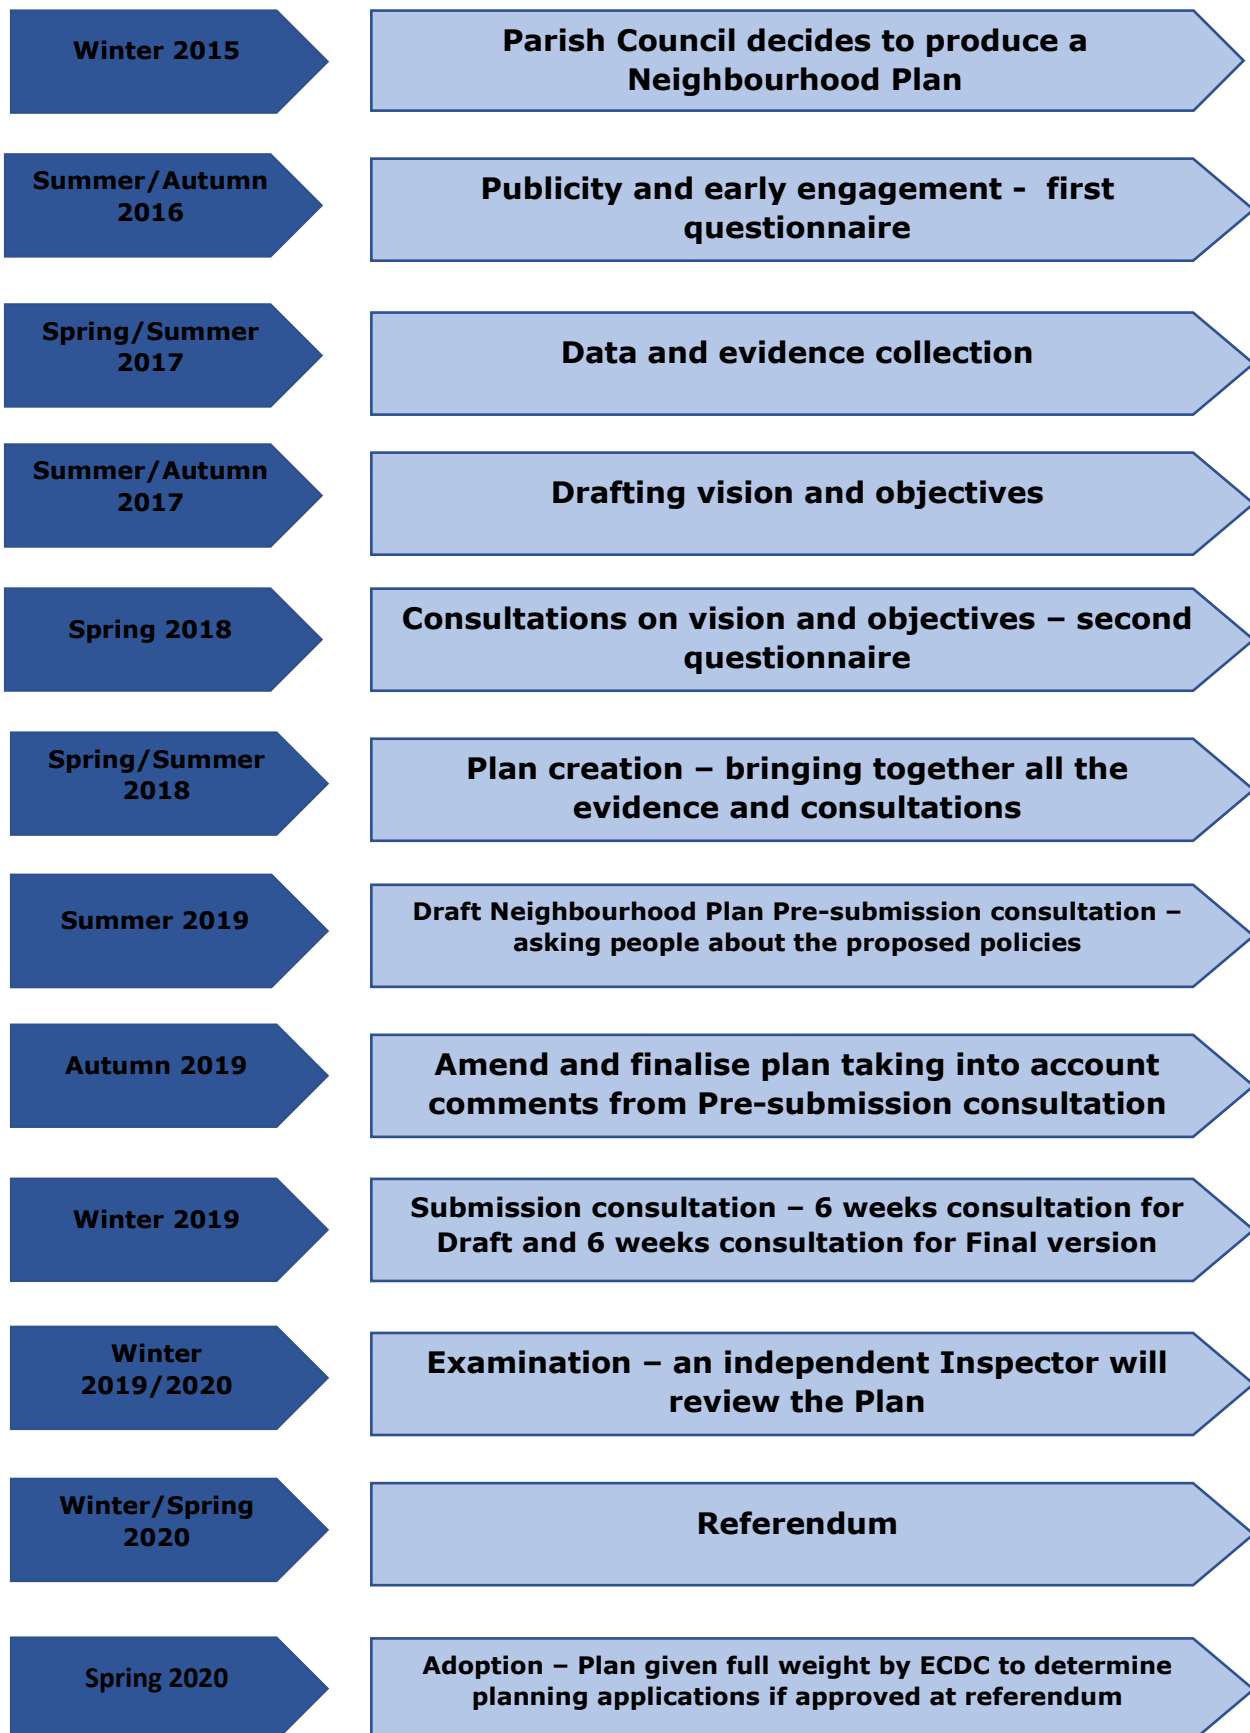 Winter 2015
Parish Council decides to produce a
Neighbourhood Plan
Summer/Autumn
2016
Publicity and early engagement -  first
questionnaire
Spring/Summer
2017
Data and evidence collection
Summer/Autumn
2017
Drafting vision and objectives
Spring 2018
Consultations on vision and objectives – second
questionnaire
Spring/Summer
2018
Plan creation – bringing together all the
evidence and consultations
Summer 2019
Draft Neighbourhood Plan Pre-submission consultation –
asking people about the proposed policies
Autumn 2019
Amend and finalise plan taking into account
comments from Pre-submission consultation
Winter 2019
Submission consultation – 6 weeks consultation for
Draft and 6 weeks consultation for Final version
Winter
2019/2020
Examination – an independent Inspector will
review the Plan
Winter/Spring
2020
Referendum
Spring 2020
Adoption – Plan given full weight by ECDC to determine
planning applications if approved at referendum